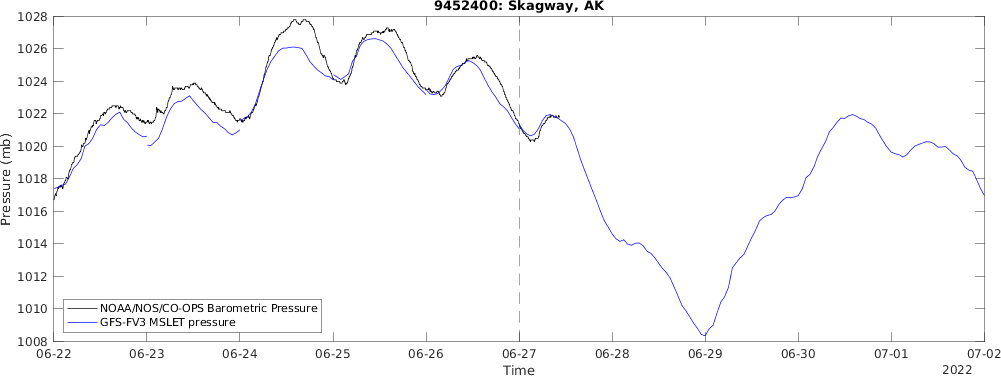 9452400: Skagway, AK
Pressure (mb)
1028
1026
1024
1022
1020
1018
1016
1014
1012
1010
1008
NOAA/NOS/CO-OPS Barometric Pressure
GFS-FV3 MSLET pressure
06-22 06-23 06-24 06-25 06-26 06-27 06-28 06-29 06-30 07-01 07-02
Time
2022